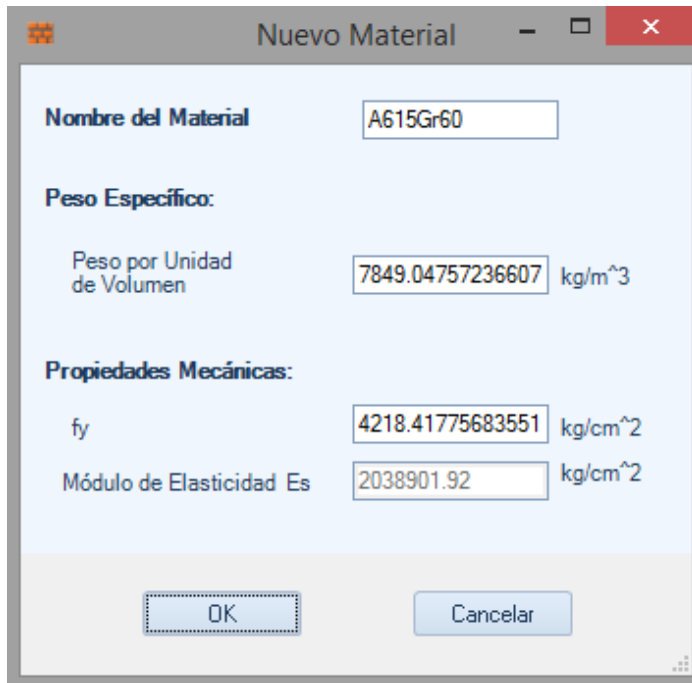 Nuevo Material
Nombre del Material A615Gr60
Peso Específico:
Peso por Unidad
de Volumen 7849.04757236607 kg/m^3
Propiedades Mecánicas:
fy 4218.41775683551 kg/cm^2
Módulo de Elasticidad Es 2038901.92 kg/cm^2
OK Cancelar